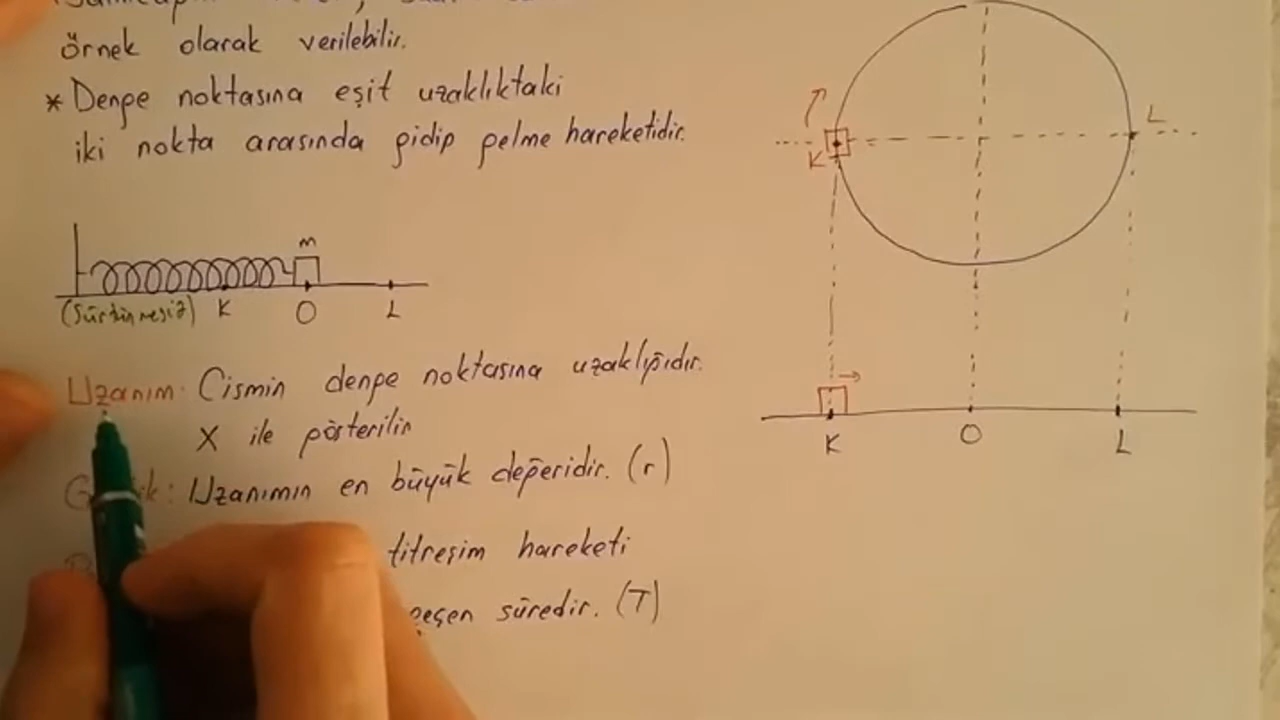 örnek olarak verilebilir.
* Denge noktasına eşit uzaklıktaki
iki nokta arasında gidip gelme hareketidir.
m
(Sürtünmesiz) K O L
Uzanım: Cismin denge noktasına uzaklığıdır.
X ile gösterilir
Uzanımın en büyük değeridir. (r)
titreşim hareketi
geçen süredir. (T)
K L
K O L